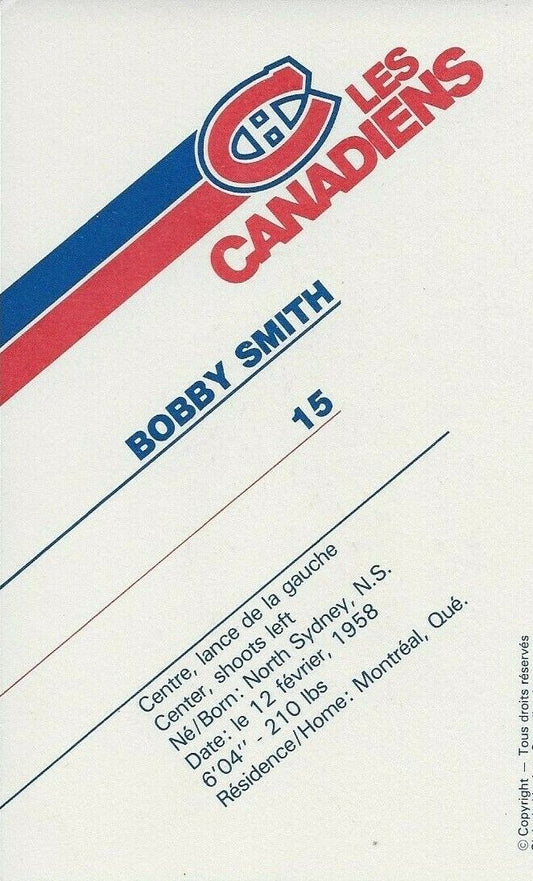 LES
CANADIENS
BOBBY SMITH
15
Centre, lance de la gauche
Center, shoots left
Né/Born: North Sydney, N.S.
Date: le 12 février, 1958
6'04" - 210 lbs
Résidence/Home: Montréal, Qué.
© Copyright – Tous droits réservés